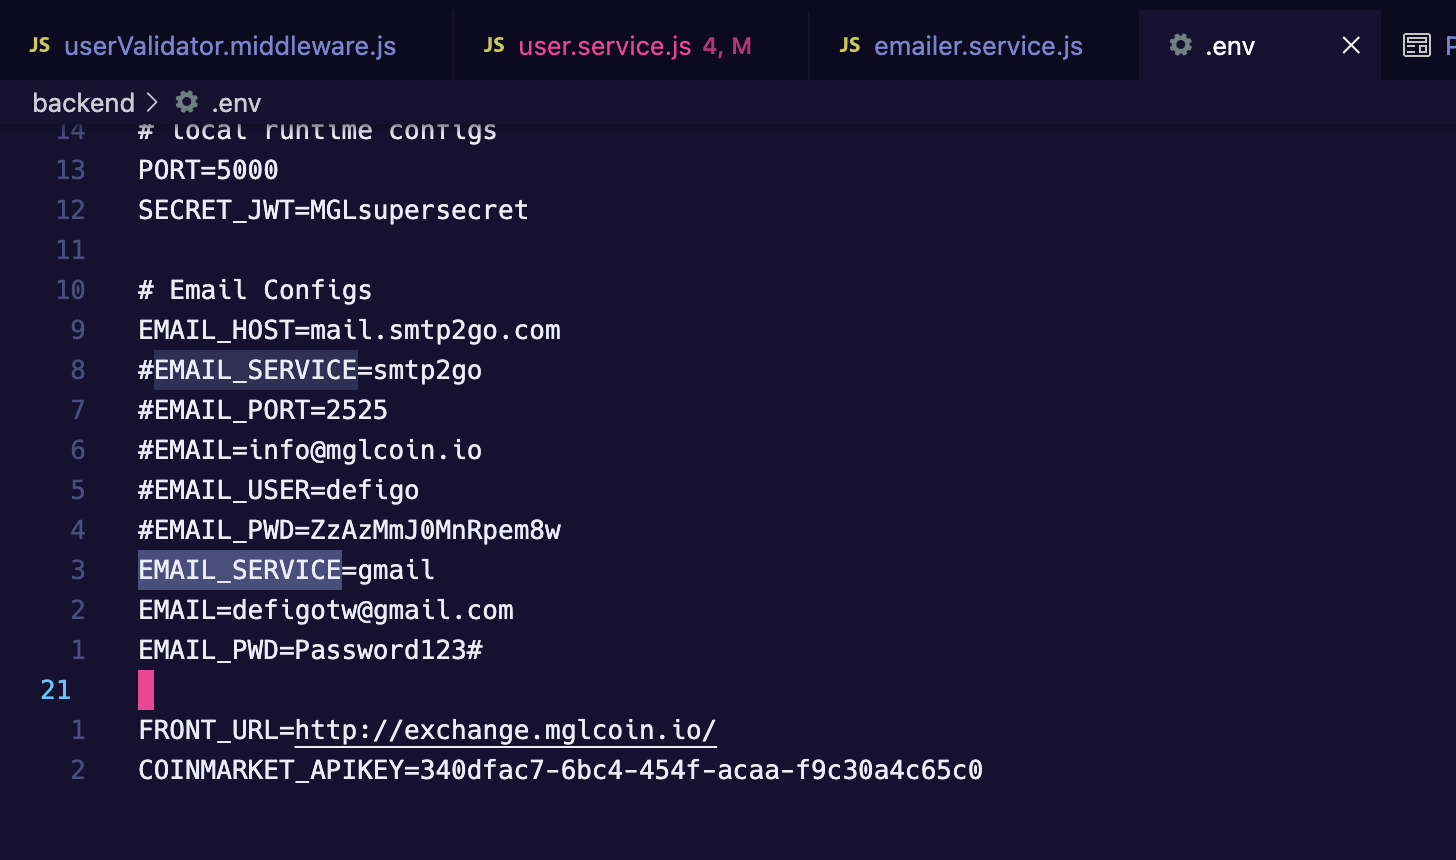 JS userValidator.middleware.js JS user.service.js 4, M JS emailer.service.js .env
backend > .env
14 # local runtime configs
13 PORT=5000
12 SECRET_JWT=MGLsupersecret
11
10 # Email Configs
9 EMAIL_HOST=mail.smtp2go.com
8 #EMAIL_SERVICE=smtp2go
7 #EMAIL_PORT=2525
6 #EMAIL=info@mglcoin.io
5 #EMAIL_USER=defigo
4 #EMAIL_PWD=ZzAzMmJ0MnRpem8w
3 EMAIL_SERVICE=gmail
2 EMAIL=defigotw@gmail.com
1 EMAIL_PWD=Password123#
21
1 FRONT_URL=http://exchange.mglcoin.io/
2 COINMARKET_APIKEY=340dfac7-6bc4-454f-acaa-f9c30a4c65c0